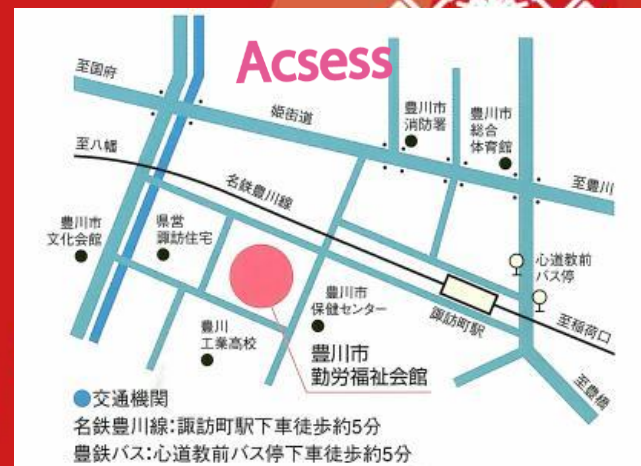 Acsess
至国府
姫街道
豊川市
消防署
豊川市
総合
体育館
至八幡
名鉄豊川線
至豊川
豊川市
文化会館
県営
諏訪住宅
心道教前
バス停
豊川市
保健センター
諏訪町駅
至稲荷口
豊川
工業高校
豊川市
勤労福祉会館
至豊橋
●交通機関
名鉄豊川線:諏訪町駅下車徒歩約5分
豊鉄バス:心道教前バス停下車徒歩約5分